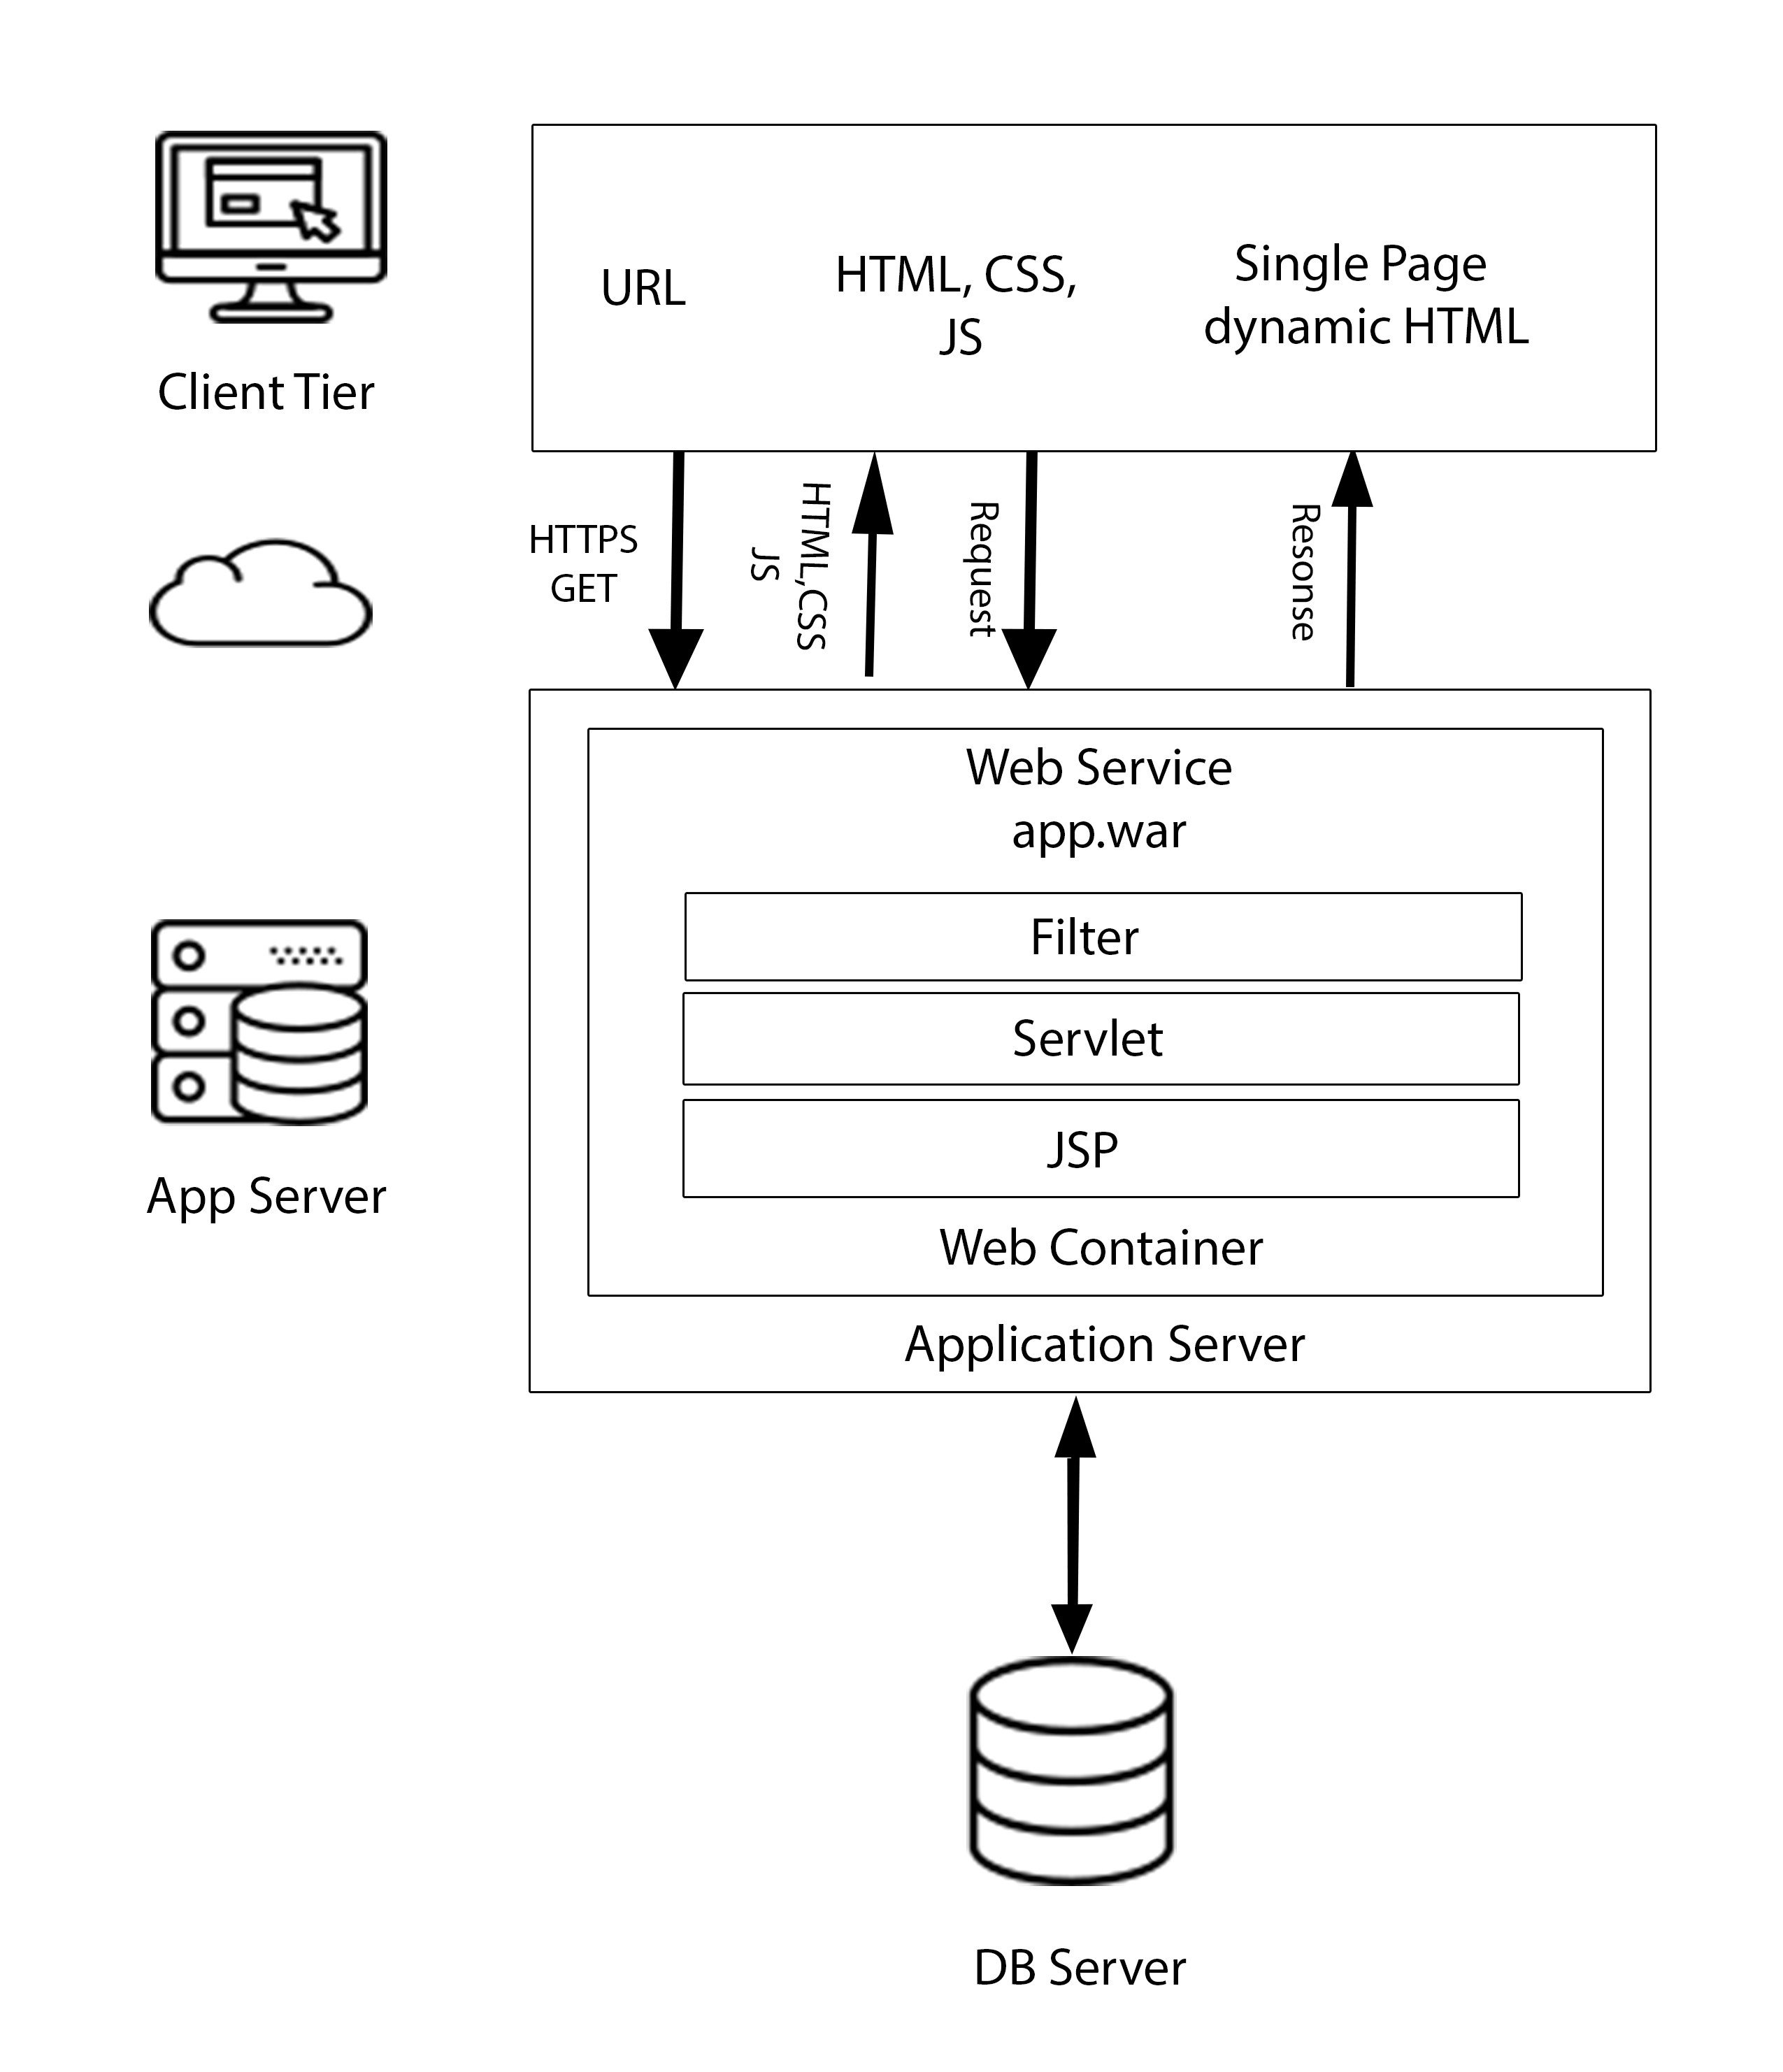 URL
HTML, CSS,
JS
Single Page
dynamic HTML
Client Tier
HTTPS
GET
HTML,CSS
JS
Request
Resonse
Web Service
app.war
Filter
Servlet
JSP
Web Container
Application Server
App Server
DB Server